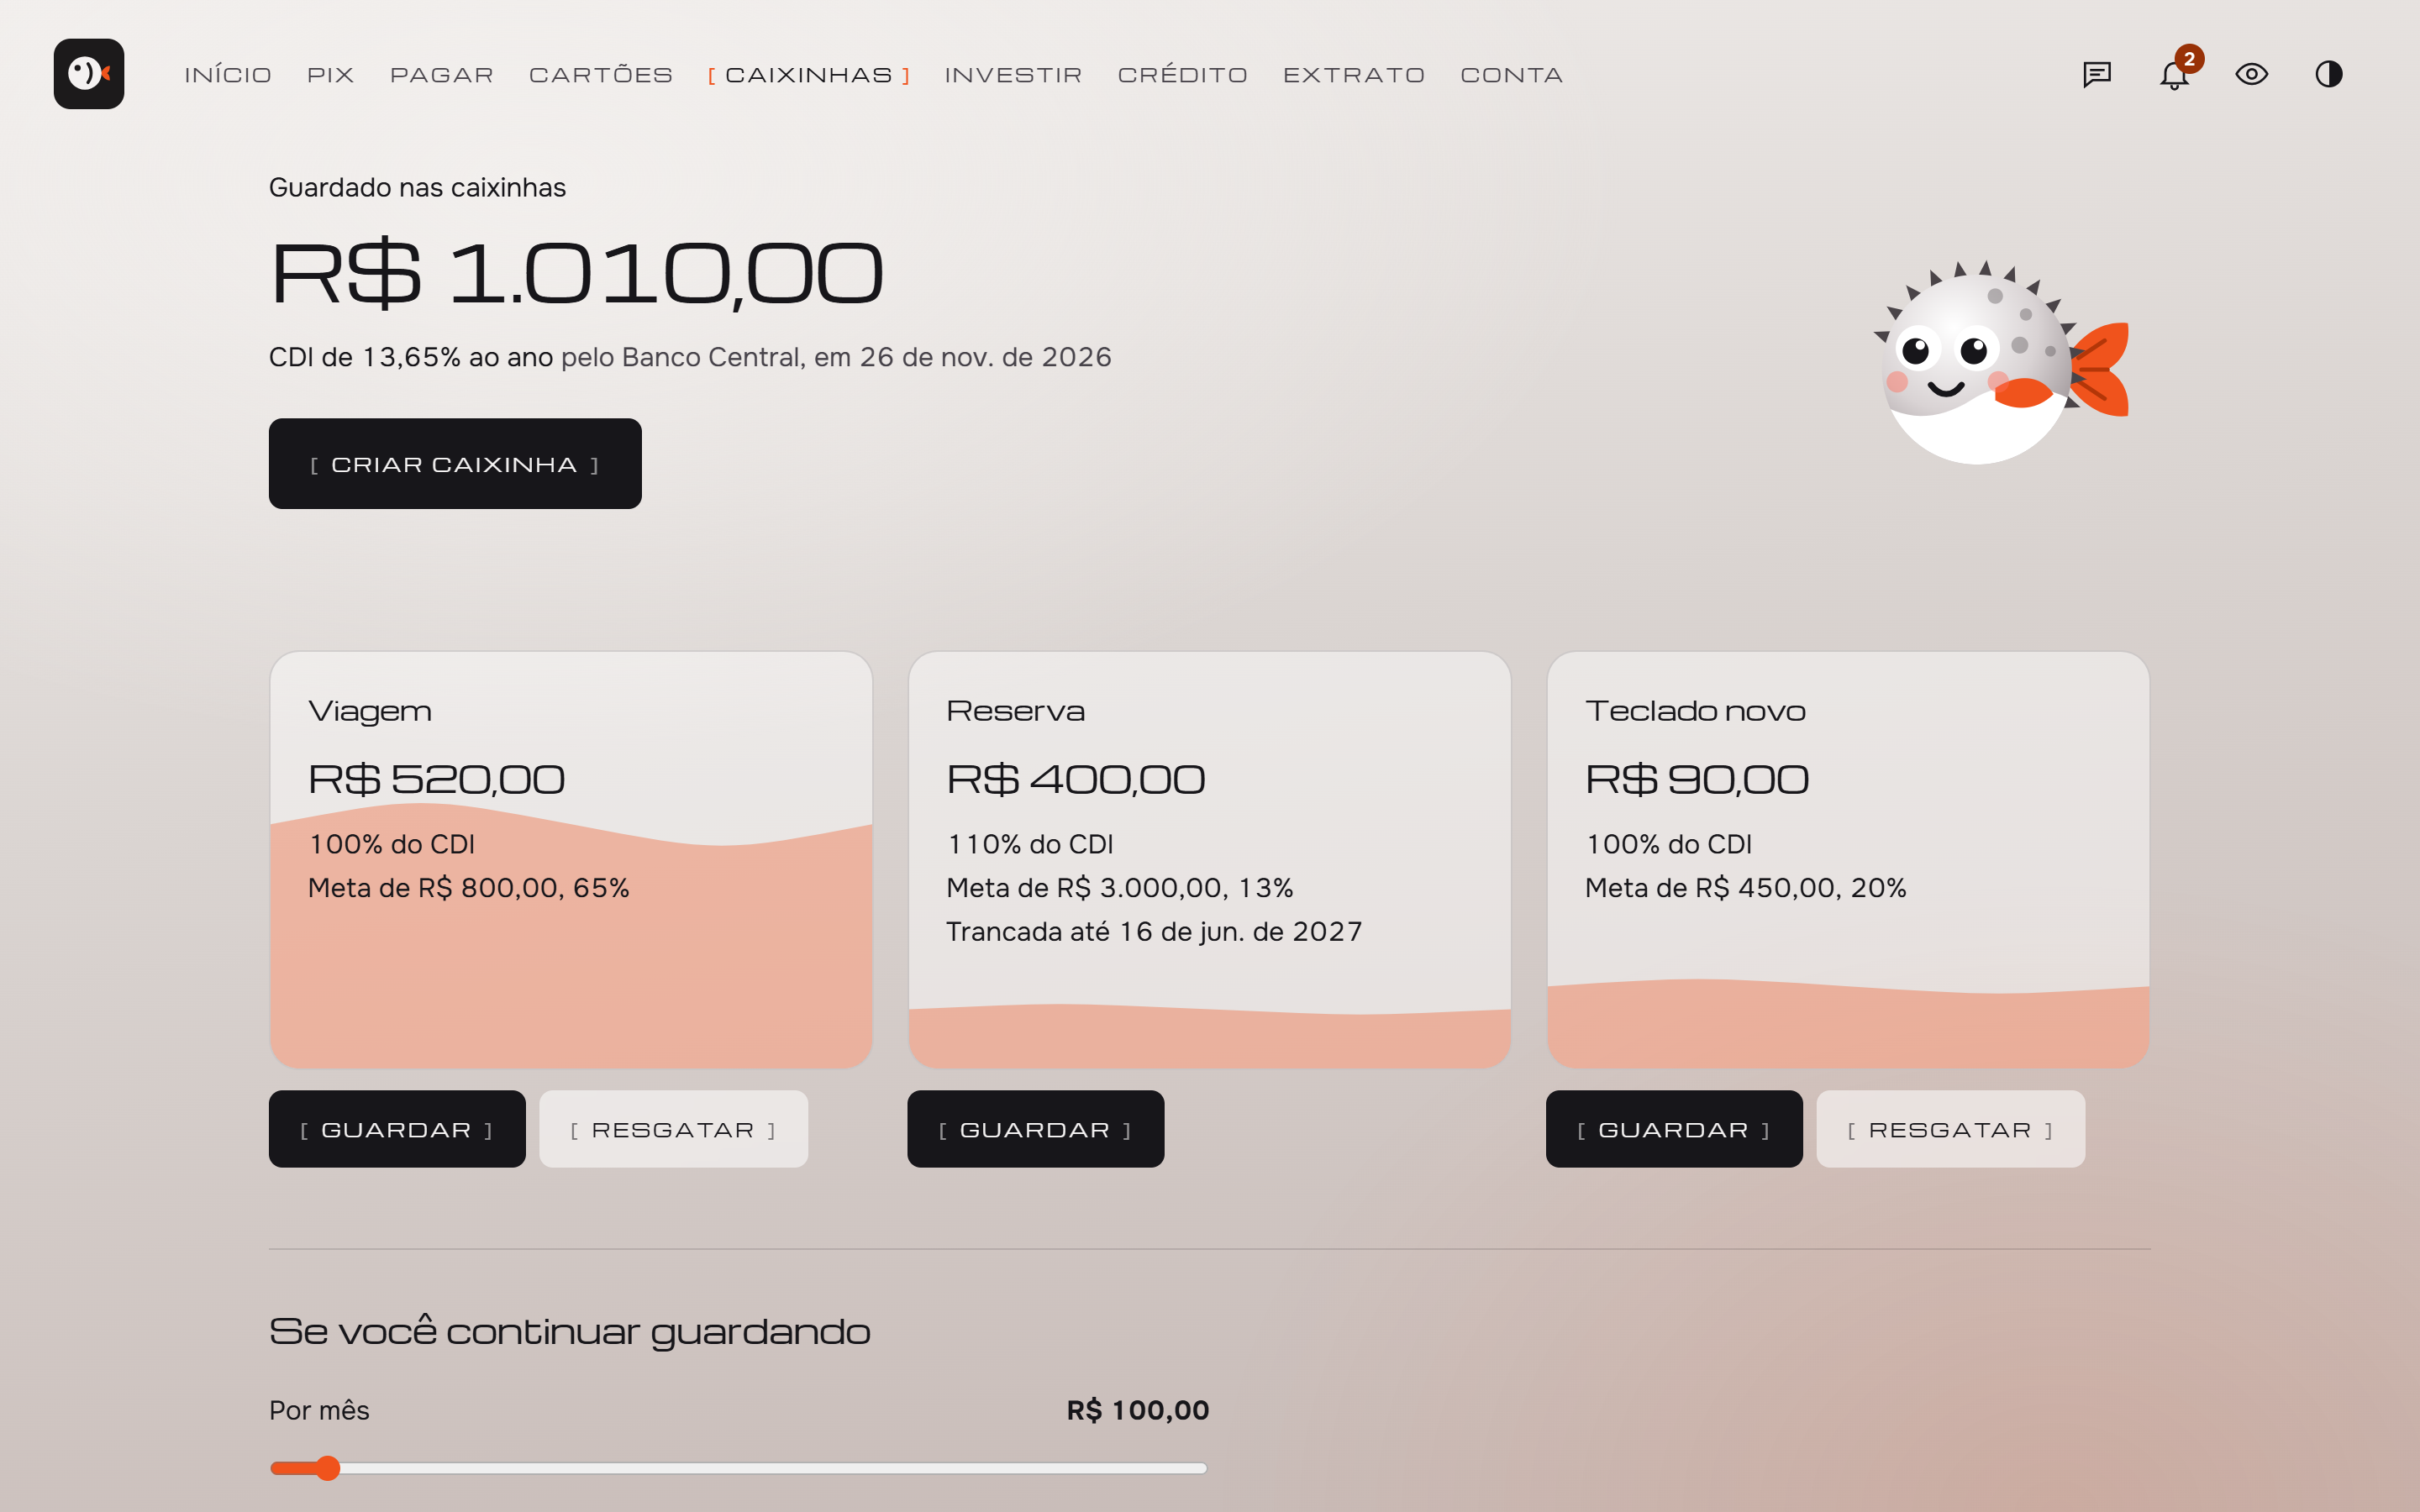 INÍCIO PIX PAGAR CARTÕES [ CAIXINHAS ] INVESTIR CRÉDITO EXTRATO CONTA 2
Guardado nas caixinhas
R$ 1.010,00
CDI de 13,65% ao ano pelo Banco Central, em 26 de nov. de 2026
[ CRIAR CAIXINHA ]
Viagem
R$ 520,00
100% do CDI
Meta de R$ 800,00, 65%
[ GUARDAR ] [ RESGATAR ]
Reserva
R$ 400,00
110% do CDI
Meta de R$ 3.000,00, 13%
Trancada até 16 de jun. de 2027
[ GUARDAR ]
Teclado novo
R$ 90,00
100% do CDI
Meta de R$ 450,00, 20%
[ GUARDAR ] [ RESGATAR ]
Se você continuar guardando
Por mês R$ 100,00